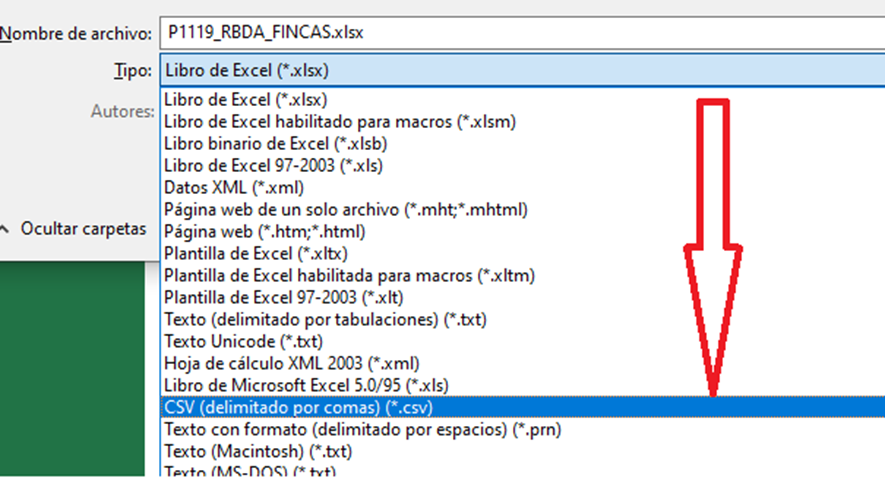 Nombre de archivo: P1119_RBDA_FINCAS.xlsx
Tipo: Libro de Excel (*.xlsx)
Autores:
Libro de Excel (*.xlsx)
Libro de Excel habilitado para macros (*.xlsm)
Libro binario de Excel (*.xlsb)
Libro de Excel 97-2003 (*.xls)
Datos XML (*.xml)
Página web de un solo archivo (*.mht;*.mhtml)
Ocultar carpetas
Página web (*.htm;*.html)
Plantilla de Excel (*.xltx)
Plantilla de Excel habilitada para macros (*.xltm)
Plantilla de Excel 97-2003 (*.xlt)
Texto (delimitado por tabulaciones) (*.txt)
Texto Unicode (*.txt)
Hoja de cálculo XML 2003 (*.xml)
Libro de Microsoft Excel 5.0/95 (*.xls)
CSV (delimitado por comas) (*.csv)
Texto con formato (delimitado por espacios) (*.prn)
Texto (Macintosh) (*.txt)
Texto (MS-DOS) (*.txt)